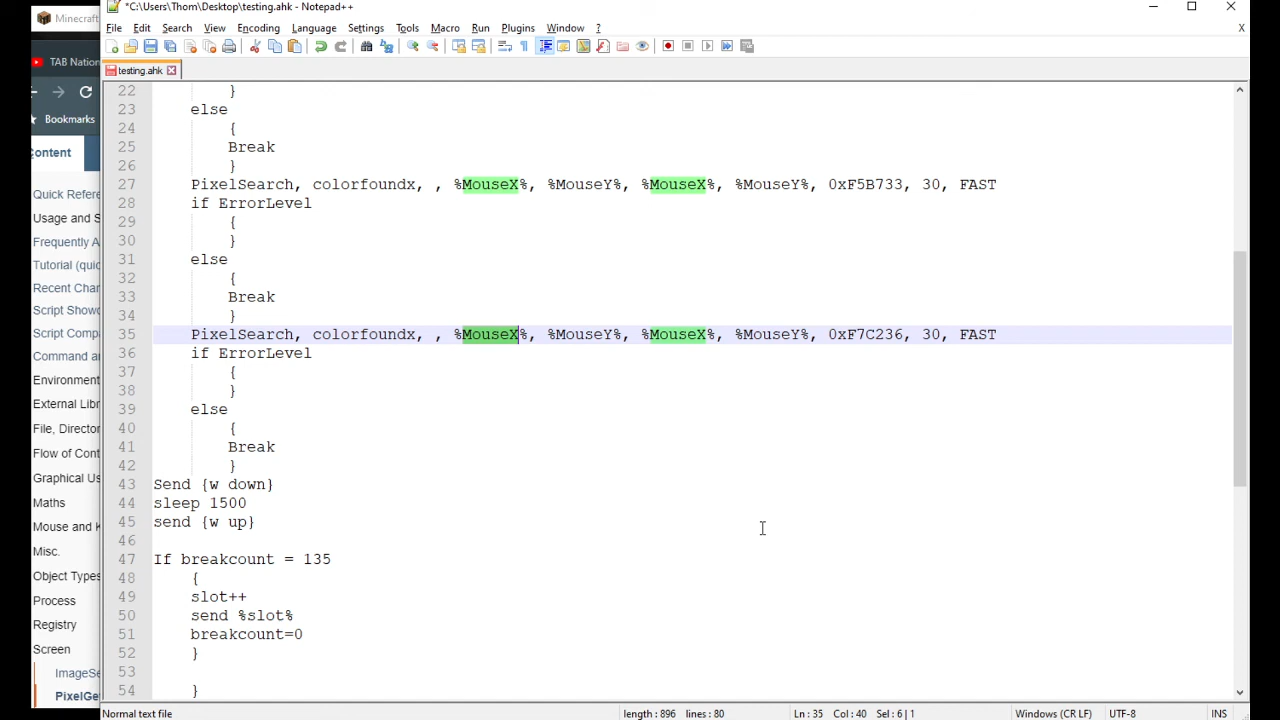 *C:\Users\Thom\Desktop\testing.ahk - Notepad++
Minecraft
File Edit Search View Encoding Language Settings Tools Macro Run Plugins Window ?
X
TAB Nation
testing.ahk
Bookmarks
Content
Quick Refere
Usage and S
Frequently A
Tutorial (quic
Recent Char
Script Showc
Script Compa
Command an
Environmen
External Libr
File, Director
Flow of Cont
Graphical Us
Maths
Mouse and K
Misc.
Object Types
Process
Registry
Screen
ImageSe
PixelGe
22 }
23 else
24 {
25 Break
26 }
27 PixelSearch, colorfoundx, , %MouseX%, %MouseY%, %MouseX%, %MouseY%, 0xF5B733, 30, FAST
28 if ErrorLevel
29 {
30 }
31 else
32 {
33 Break
34 }
35 PixelSearch, colorfoundx, , %MouseX%, %MouseY%, %MouseX%, %MouseY%, 0xF7C236, 30, FAST
36 if ErrorLevel
37 {
38 }
39 else
40 {
41 Break
42 }
43 Send {w down}
44 sleep 1500
45 send {w up}
46
47 If breakcount = 135
48 {
49 slot++
50 send %slot%
51 breakcount=0
52 }
53
54 }
Normal text file length : 896 lines : 80 Ln : 35 Col : 40 Sel : 6 | 1 Windows (CR LF) UTF-8 INS